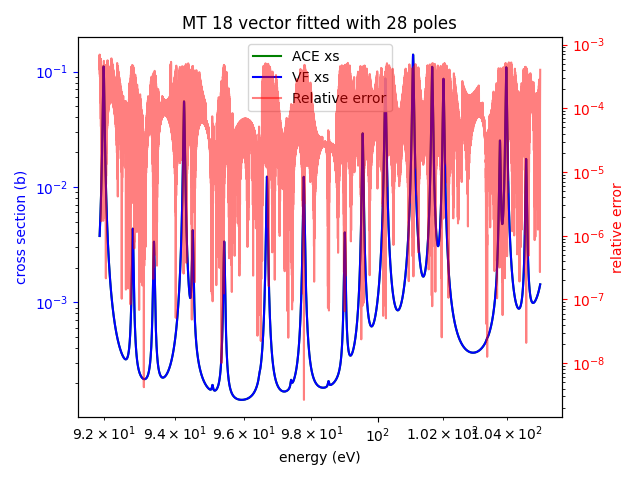 MT 18 vector fitted with 28 poles
ACE xs
VF xs
Relative error
10⁻¹
10⁻²
10⁻³
cross section (b)
10⁻³
10⁻⁴
10⁻⁵
10⁻⁶
10⁻⁷
10⁻⁸
relative error
9.2 × 10¹ 9.4 × 10¹ 9.6 × 10¹ 9.8 × 10¹ 10² 1.02 × 10² 1.04 × 10²
energy (eV)